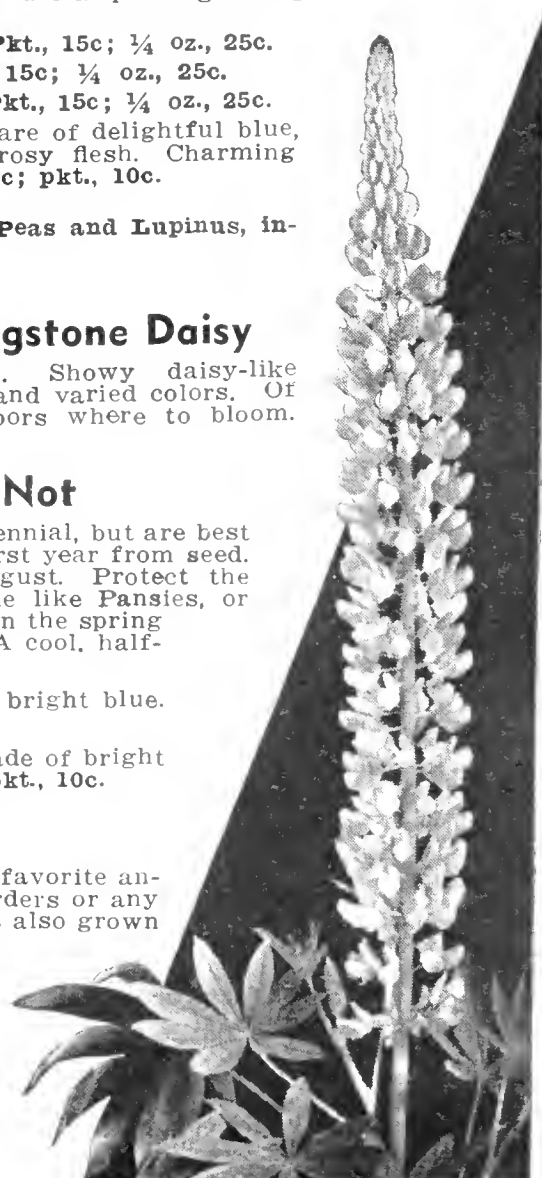 Pkt., 15c; ¼ oz., 25c.
15c; ¼ oz., 25c.
Pkt., 15c; ¼ oz., 25c.
are of delightful blue,
rosy flesh. Charming
c; pkt., 10c.
Peas and Lupinus, in-
gstone Daisy
. Showy daisy-like
and varied colors. Of
oors where to bloom.
Not
ennial, but are best
rst year from seed.
gust. Protect the
e like Pansies, or
n the spring
A cool, half-
bright blue.
ade of bright
pkt., 10c.
favorite an-
rders or any
also grown